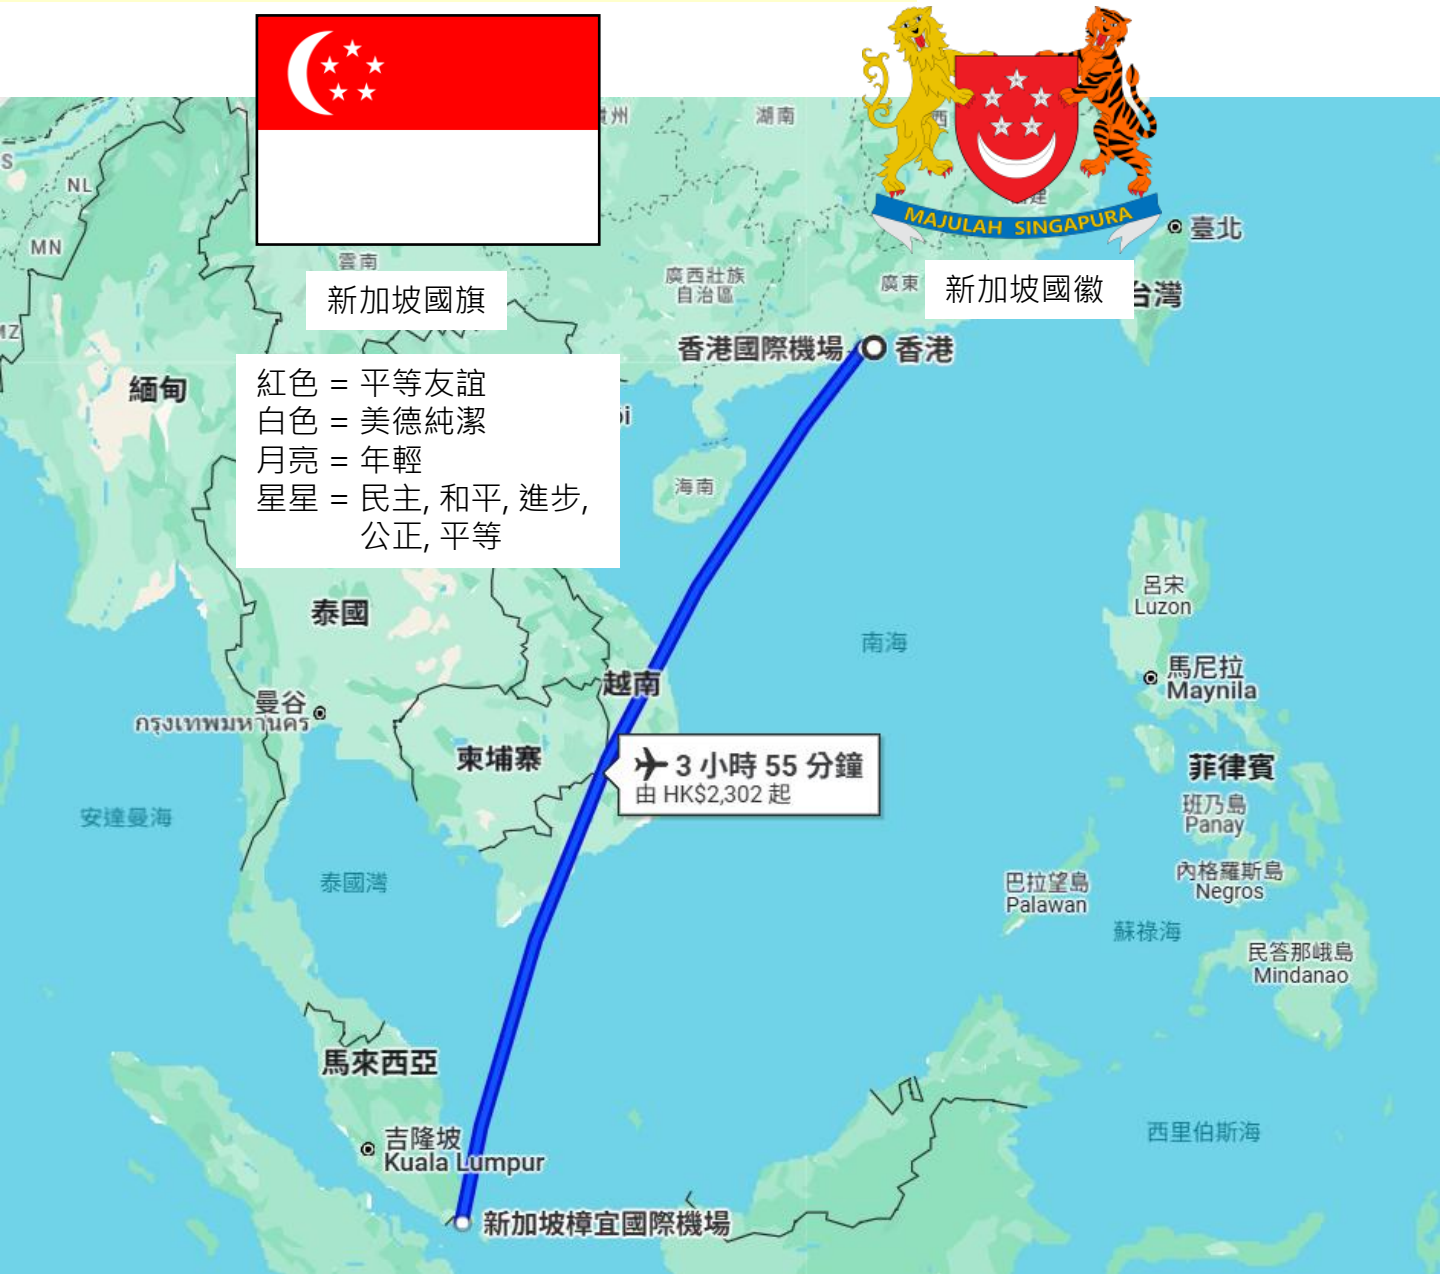 MAJULAH SINGAPURA
湖南
NL
臺北
MN
雲南
廣西壯族
自治區
廣東
新加坡國旗
新加坡國徽
台灣
香港國際機場
香港
緬甸
紅色 = 平等友誼
白色 = 美德純潔
月亮 = 年輕
星星 = 民主, 和平, 進步,
公正, 平等
海南
呂宋
Luzon
泰國
南海
馬尼拉
Maynila
越南
曼谷
กรุงเทพมหานคร
柬埔寨
3 小時 55 分鐘
由 HK$2,302 起
菲律賓
班乃島
Panay
安達曼海
泰國灣
巴拉望島
Palawan
內格羅斯島
Negros
蘇祿海
民答那峨島
Mindanao
馬來西亞
吉隆坡
Kuala Lumpur
西里伯斯海
新加坡樟宜國際機場